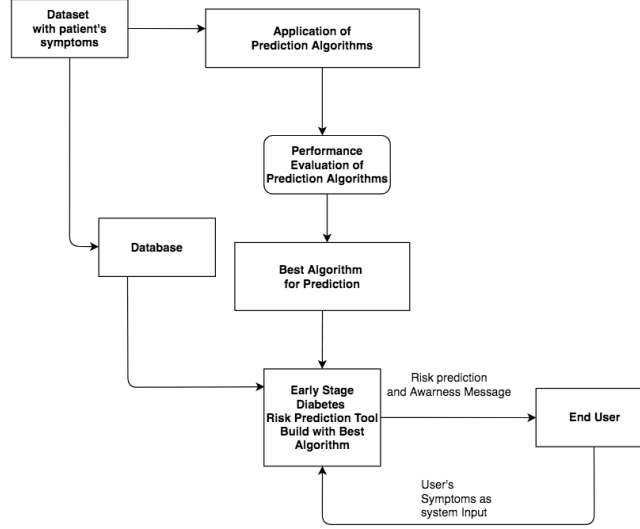 Dataset
with patient's
symptoms
Application of
Prediction Algorithms
Performance
Evaluation of
Prediction Algorithms
Database
Best Algorithm
for Prediction
Early Stage
Diabetes
Risk Prediction Tool
Build with Best
Algorithm
Risk prediction
and Awarness Message
End User
User's
Symptoms as
system Input